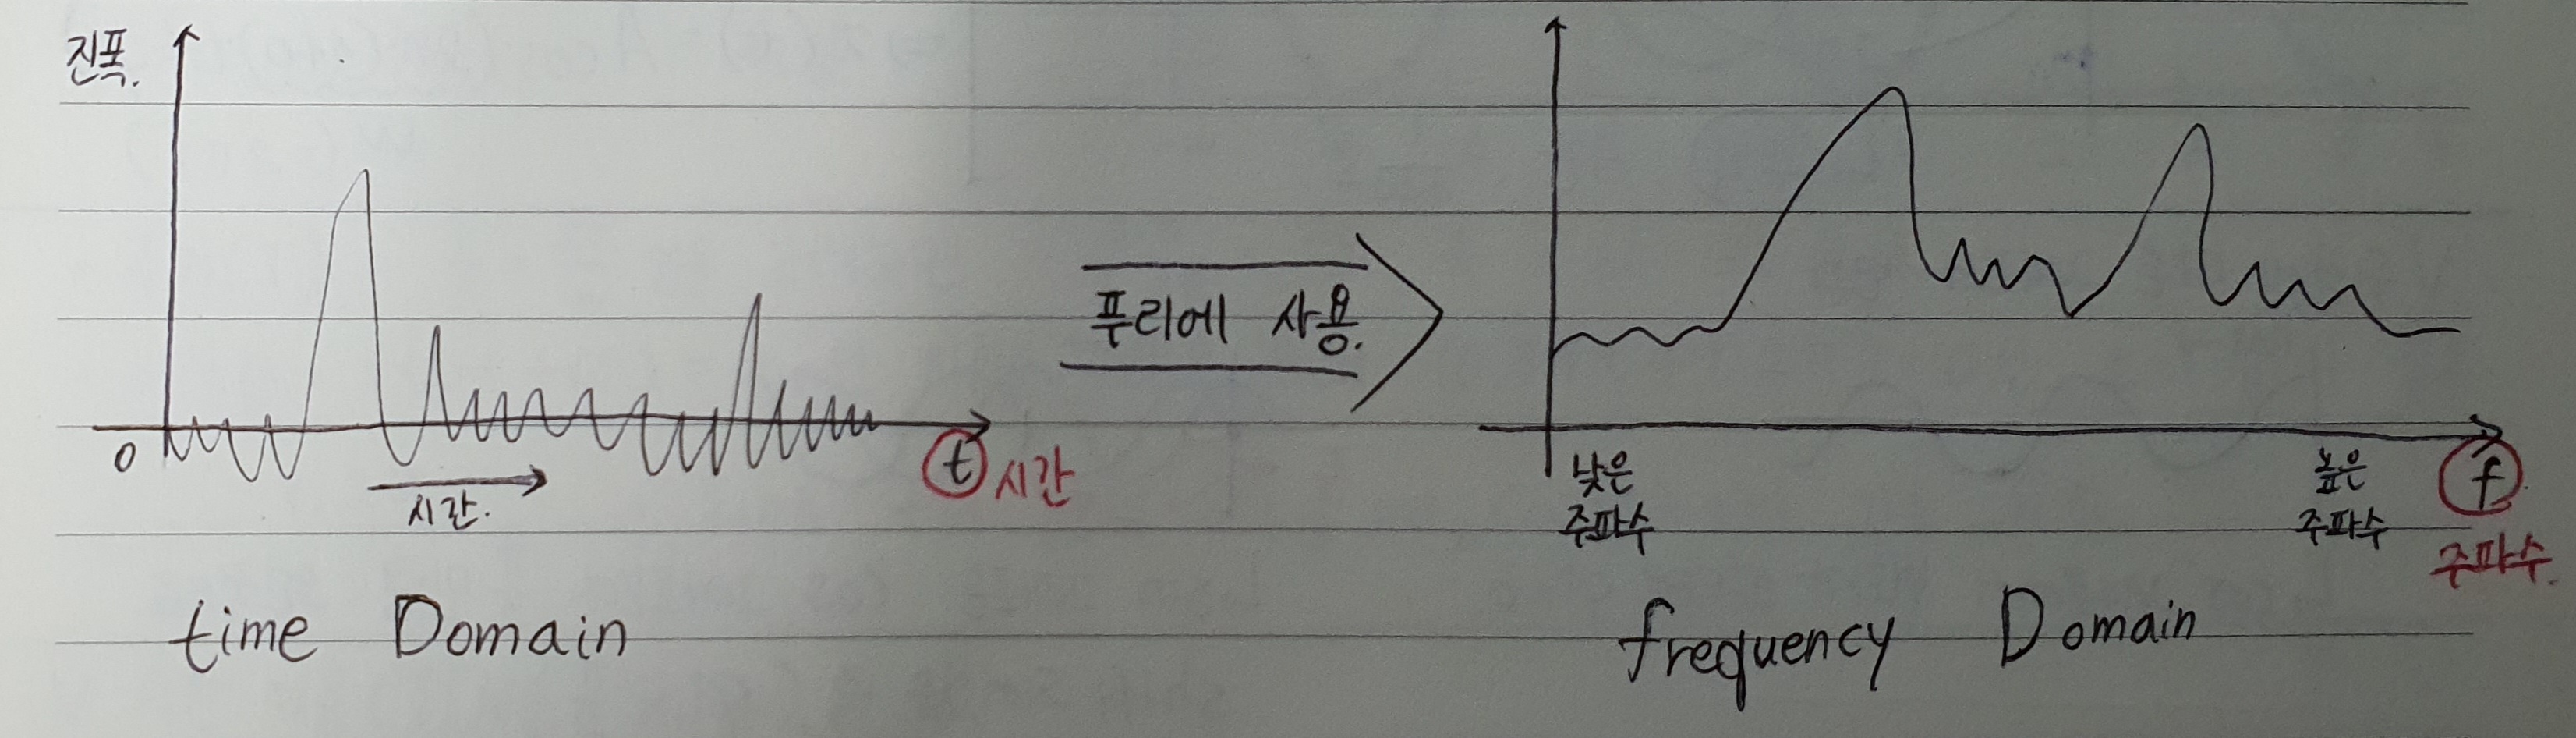 진폭.
0
시간.
t 시간
time Domain
푸리에 사용.
낮은
주파수
높은
주파수
f
주파수.
frequency Domain